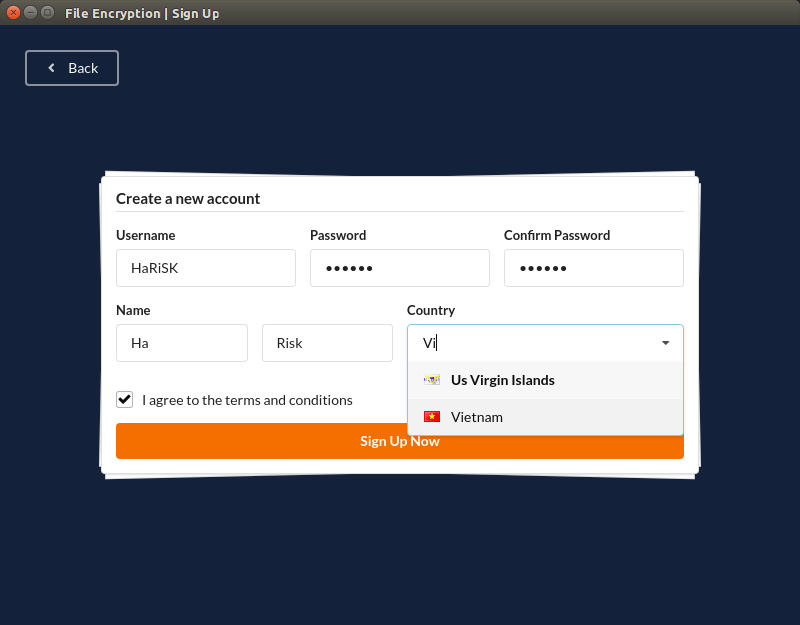 File Encryption | Sign Up
Back
Create a new account
Username
Password
Confirm Password
HaRiSK
••••••
••••••
Name
Country
Ha
Risk
Vi
Us Virgin Islands
Vietnam
I agree to the terms and conditions
Sign Up Now